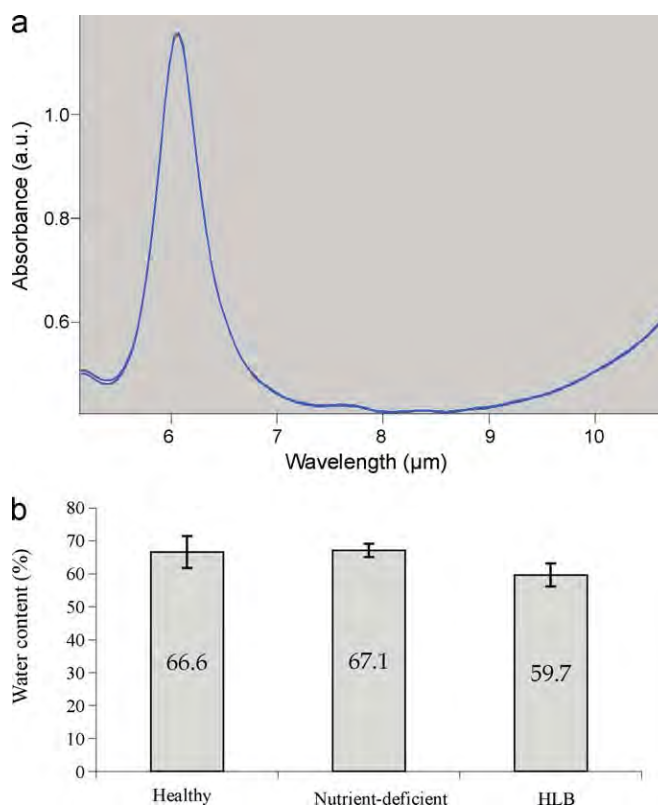 a
Absorbance (a.u.)
1.0
0.8
0.6
6 7 8 9 10
Wavelength (µm)
b
Water content (%)
80
70
60
50
40
30
20
10
0
66.6 67.1 59.7
Healthy Nutrient-deficient HLB